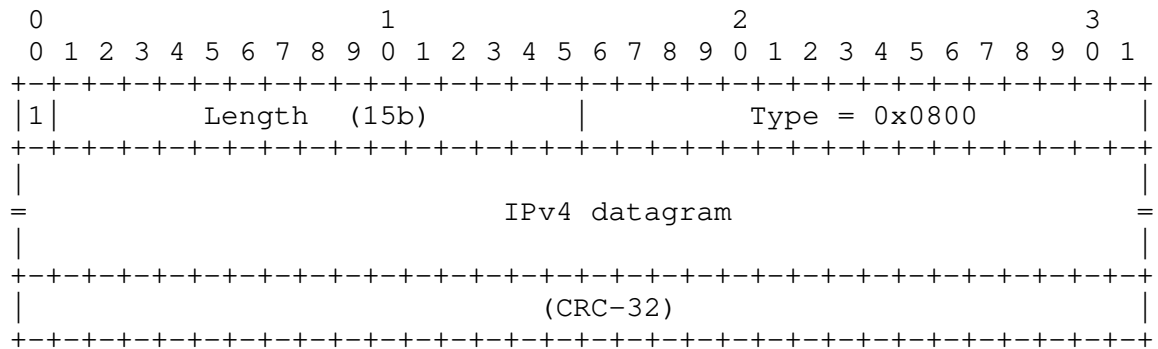 0                   1                   2                   3
 0 1 2 3 4 5 6 7 8 9 0 1 2 3 4 5 6 7 8 9 0 1 2 3 4 5 6 7 8 9 0 1
+-+-+-+-+-+-+-+-+-+-+-+-+-+-+-+-+-+-+-+-+-+-+-+-+-+-+-+-+-+-+-+-+
|1|        Length  (15b)        |         Type = 0x0800         |
+-+-+-+-+-+-+-+-+-+-+-+-+-+-+-+-+-+-+-+-+-+-+-+-+-+-+-+-+-+-+-+-+
|                                                               |
=                           IPv4 datagram                       =
|                                                               |
+-+-+-+-+-+-+-+-+-+-+-+-+-+-+-+-+-+-+-+-+-+-+-+-+-+-+-+-+-+-+-+-+
|                             (CRC-32)                          |
+-+-+-+-+-+-+-+-+-+-+-+-+-+-+-+-+-+-+-+-+-+-+-+-+-+-+-+-+-+-+-+-+